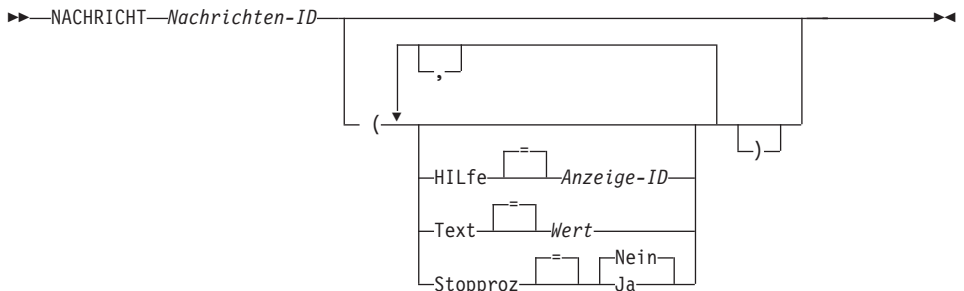 NACHRICHT Nachrichten-ID
,
(
)
=
HILfe Anzeige-ID
=
Text Wert
= Nein
Stopproz Ja